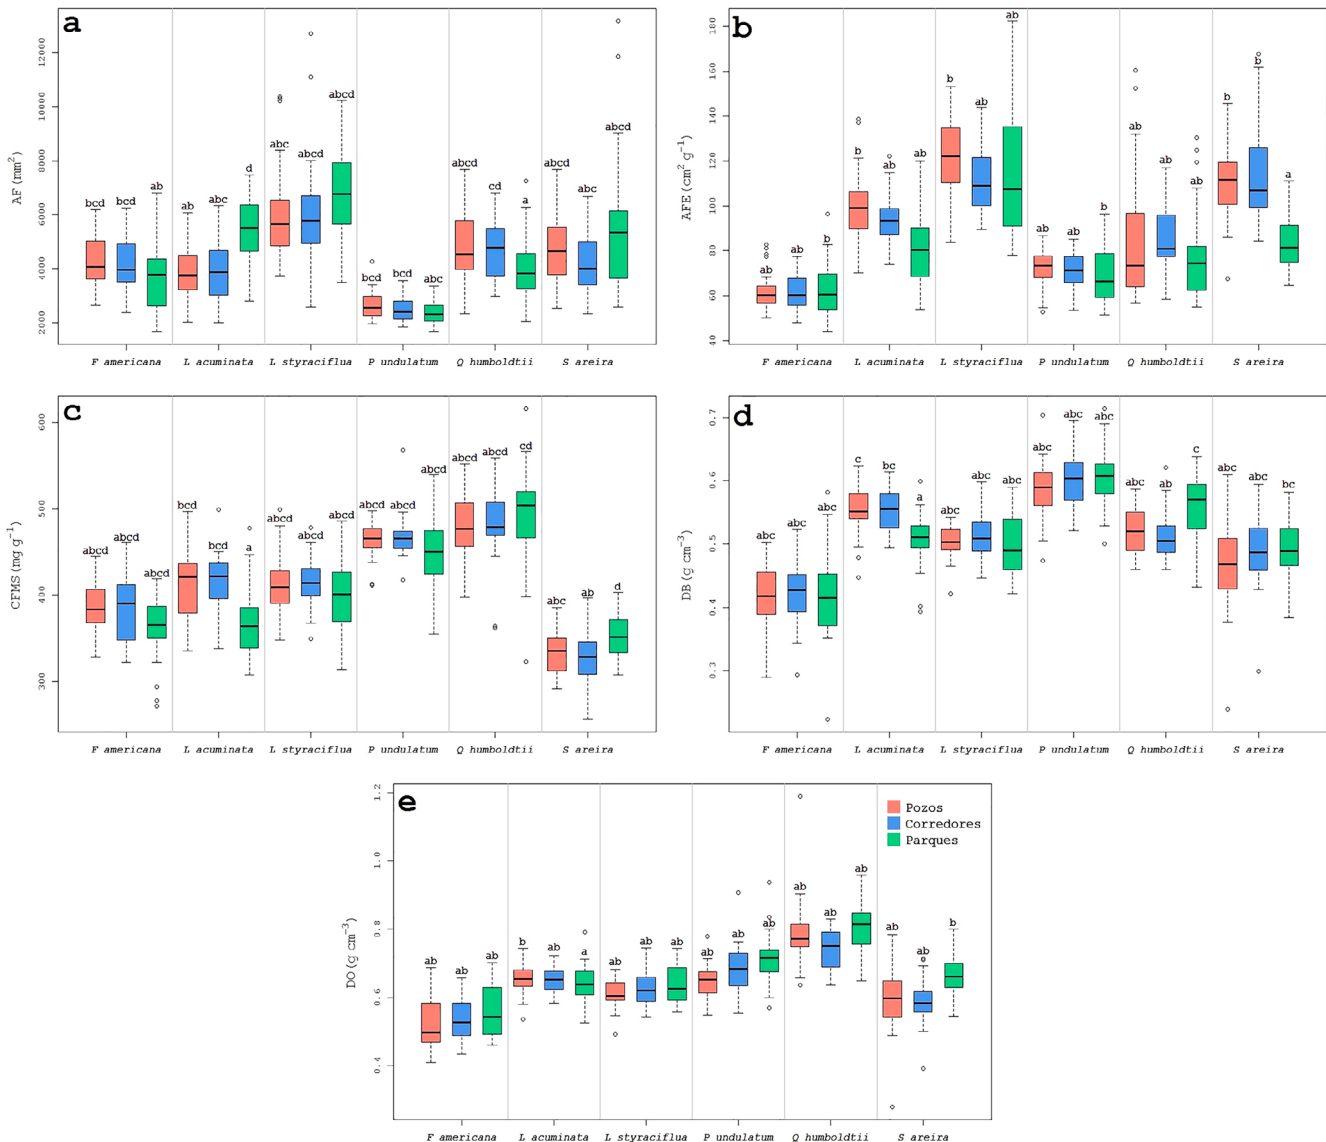 a
AF (mm²)
2000 4000 6000 8000 10000 12000
bcd bcd ab
ab abc d
abc abcd abcd
bcd bcd abc
abcd cd a
abcd abc abcd
F americana L acuminata L styraciflua P undulatum Q humboldtii S areira
b
AFE (cm² g⁻¹)
40 60 80 100 120 140 160 180
ab ab b
b ab ab
b ab ab
ab ab b
ab ab ab
b b a
F americana L acuminata L styraciflua P undulatum Q humboldtii S areira
c
CFMS (mg g⁻¹)
300 400 500 600
abcd abcd abcd
bcd bcd a
abcd abcd abcd
abcd abcd abcd
abcd abcd cd
abc ab d
F americana L acuminata L styraciflua P undulatum Q humboldtii S areira
d
DB (g cm⁻³)
0.3 0.4 0.5 0.6 0.7
abc abc abc
c bc a
abc abc abc
abc abc abc
ab ab c
abc abc bc
F americana L acuminata L styraciflua P undulatum Q humboldtii S areira
e
DO (g cm⁻³)
0.4 0.6 0.8 1.0 1.2
Pozos
Corredores
Parques
ab ab ab
b ab a
ab ab ab
ab ab ab
ab ab ab
ab ab b
F americana L acuminata L styraciflua P undulatum Q humboldtii S areira